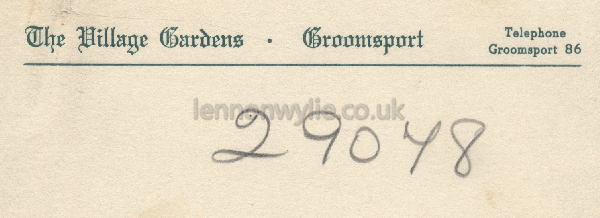 The Village Gardens · Groomsport
Telephone
Groomsport 86
lennonwylie.co.uk
29078